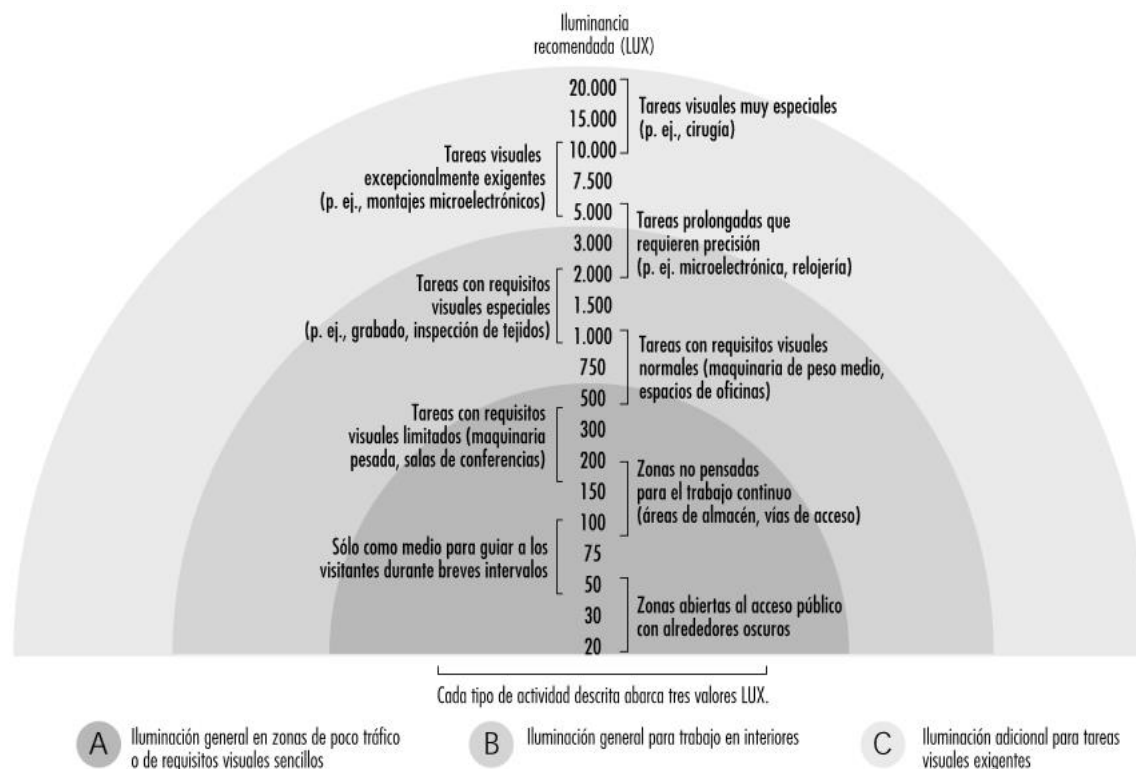 Iluminancia
recomendada (LUX)
20.000
15.000
10.000
7.500
5.000
3.000
2.000
1.500
1.000
750
500
300
200
150
100
75
50
30
20
Tareas visuales muy especiales
(p. ej., cirugía)
Tareas visuales
excepcionalmente exigentes
(p. ej., montajes microelectrónicos)
Tareas prolongadas que
requieren precisión
(p. ej. microelectrónica, relojería)
Tareas con requisitos
visuales especiales
(p. ej., grabado, inspección de tejidos)
Tareas con requisitos visuales
normales (maquinaria de peso medio,
espacios de oficinas)
Tareas con requisitos
visuales limitados (maquinaria
pesada, salas de conferencias)
Zonas no pensadas
para el trabajo continuo
(áreas de almacén, vías de acceso)
Sólo como medio para guiar a los
visitantes durante breves intervalos
Zonas abiertas al acceso público
con alrededores oscuros
Cada tipo de actividad descrita abarca tres valores LUX.
A
Iluminación general en zonas de poco tráfico
o de requisitos visuales sencillos
B
Iluminación general para trabajo en interiores
C
Iluminación adicional para tareas
visuales exigentes